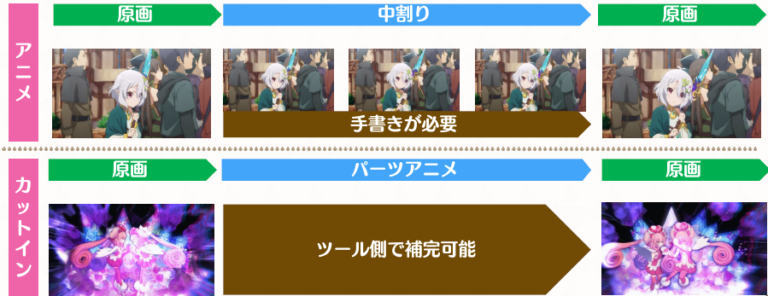 アニメ
原画
中割り
原画
手書きが必要
カットイン
原画
パーツアニメ
原画
ツール側で補完可能